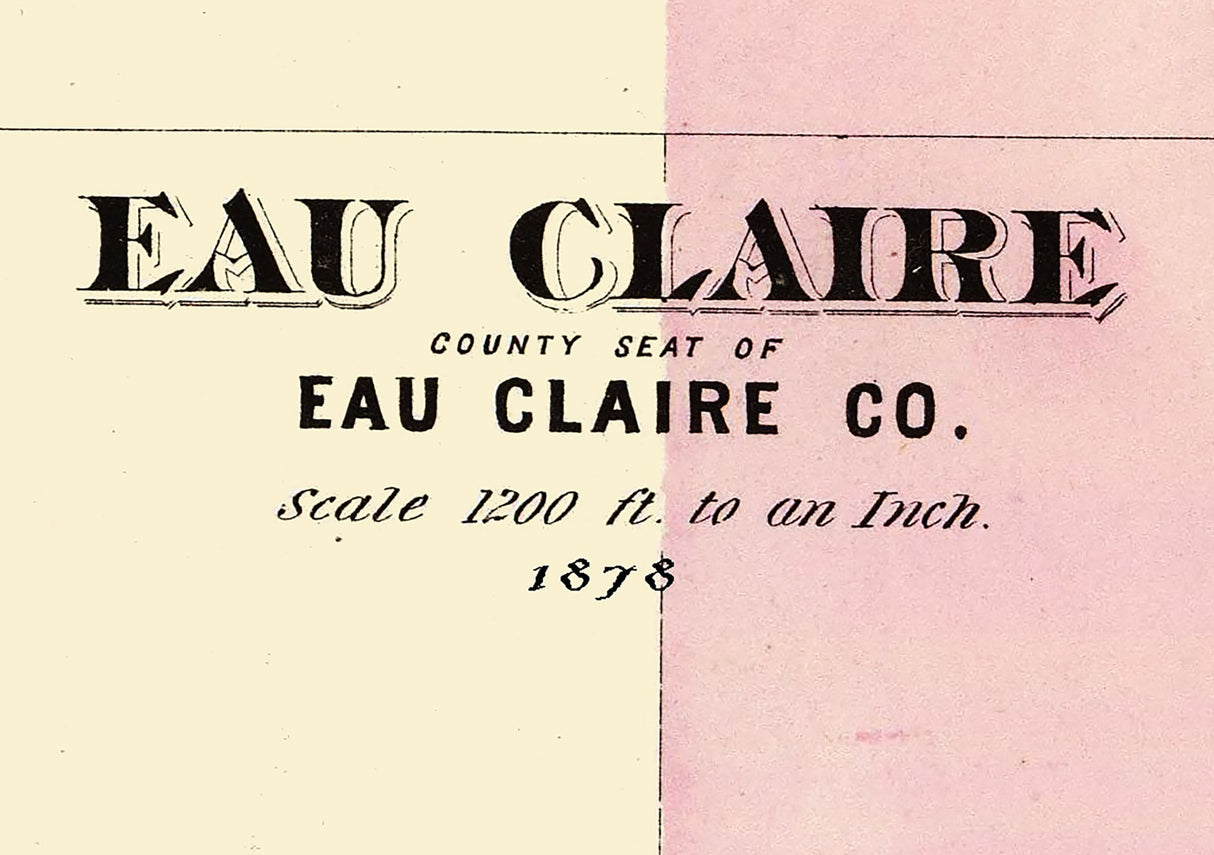 EAU CLAIRE
COUNTY SEAT OF
EAU CLAIRE CO.
Scale 1200 ft. to an Inch.
1878